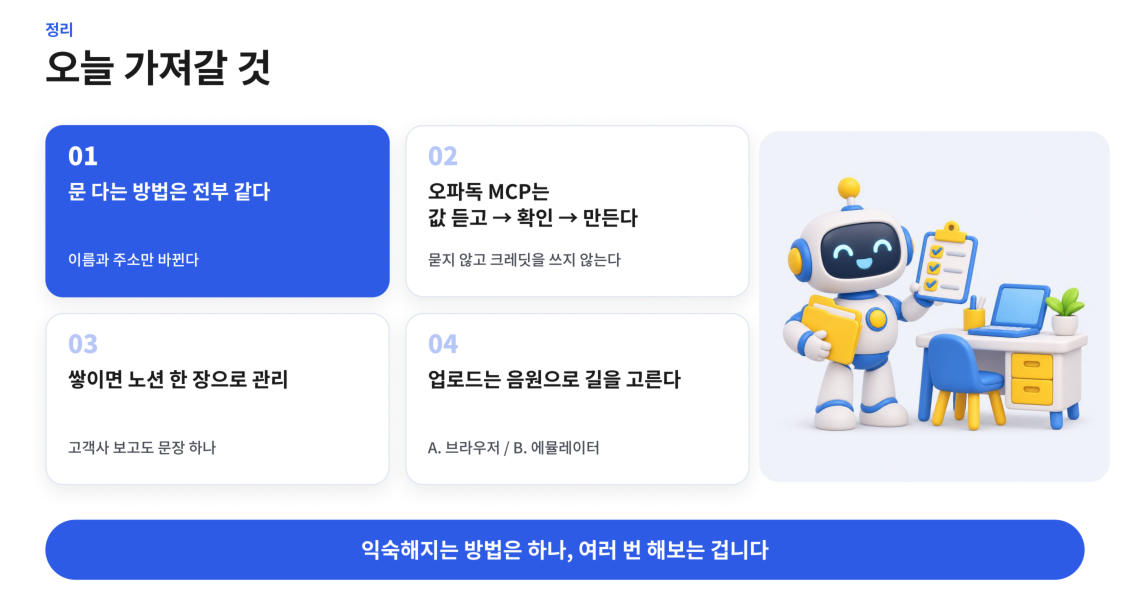 정리
오늘 가져갈 것
01
문 다는 방법은 전부 같다
이름과 주소만 바뀐다
02
오파독 MCP는
값 듣고 → 확인 → 만든다
묻지 않고 크레딧을 쓰지 않는다
03
쌓이면 노션 한 장으로 관리
고객사 보고도 문장 하나
04
업로드는 음원으로 길을 고른다
A. 브라우저 / B. 에뮬레이터
익숙해지는 방법은 하나, 여러 번 해보는 겁니다